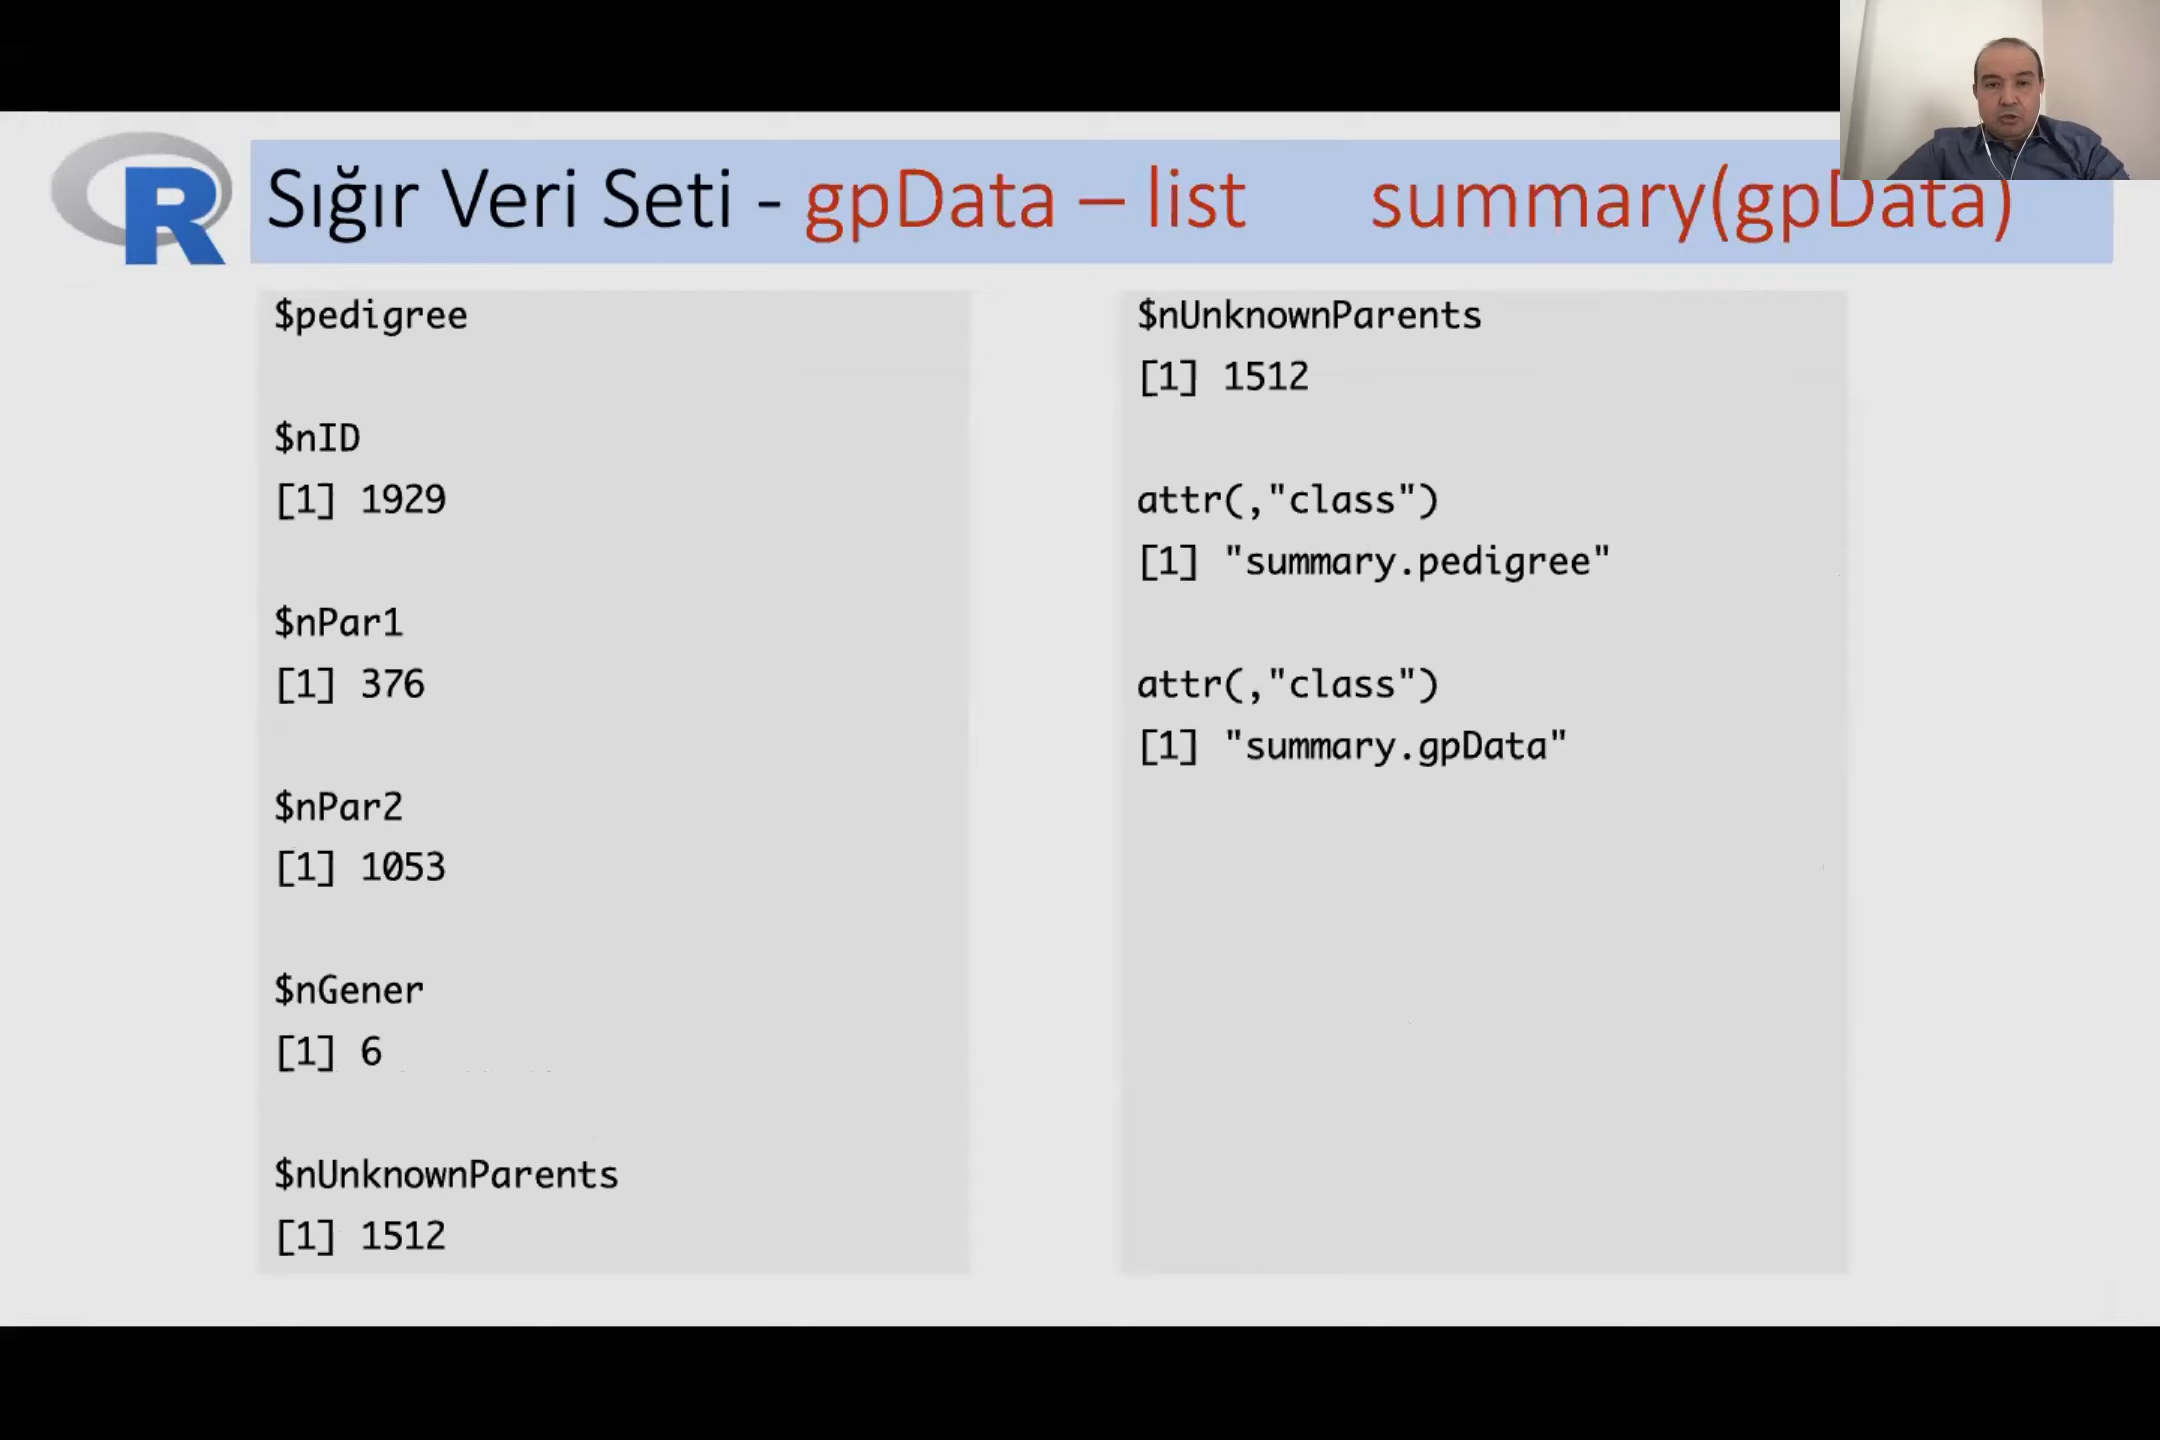 R
Sığır Veri Seti - gpData – list summary(gpData)
$pedigree
$nID
[1] 1929
$nPar1
[1] 376
$nPar2
[1] 1053
$nGener
[1] 6
$nUnknownParents
[1] 1512
$nUnknownParents
[1] 1512
attr(,"class")
[1] "summary.pedigree"
attr(,"class")
[1] "summary.gpData"